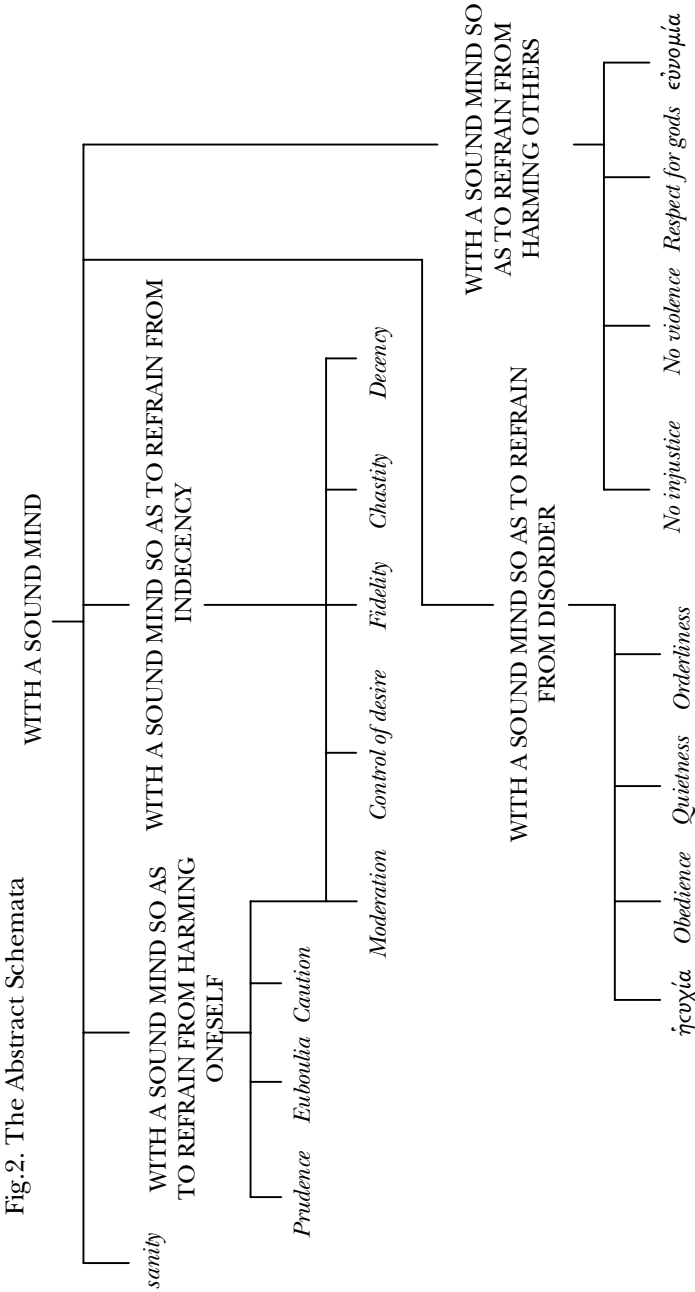 Fig.2. The Abstract Schemata
WITH A SOUND MIND
sanity
WITH A SOUND MIND SO AS
TO REFRAIN FROM HARMING
ONESELF
WITH A SOUND MIND SO AS TO REFRAIN FROM
INDECENCY
Prudence Euboulia Caution
Moderation Control of desire Fidelity Chastity Decency
WITH A SOUND MIND SO AS TO REFRAIN
FROM DISORDER
WITH A SOUND MIND SO
AS TO REFRAIN FROM
HARMING OTHERS
ἡϲυχία Obedience Quietness Orderliness
No injustice No violence Respect for gods εὐνομία